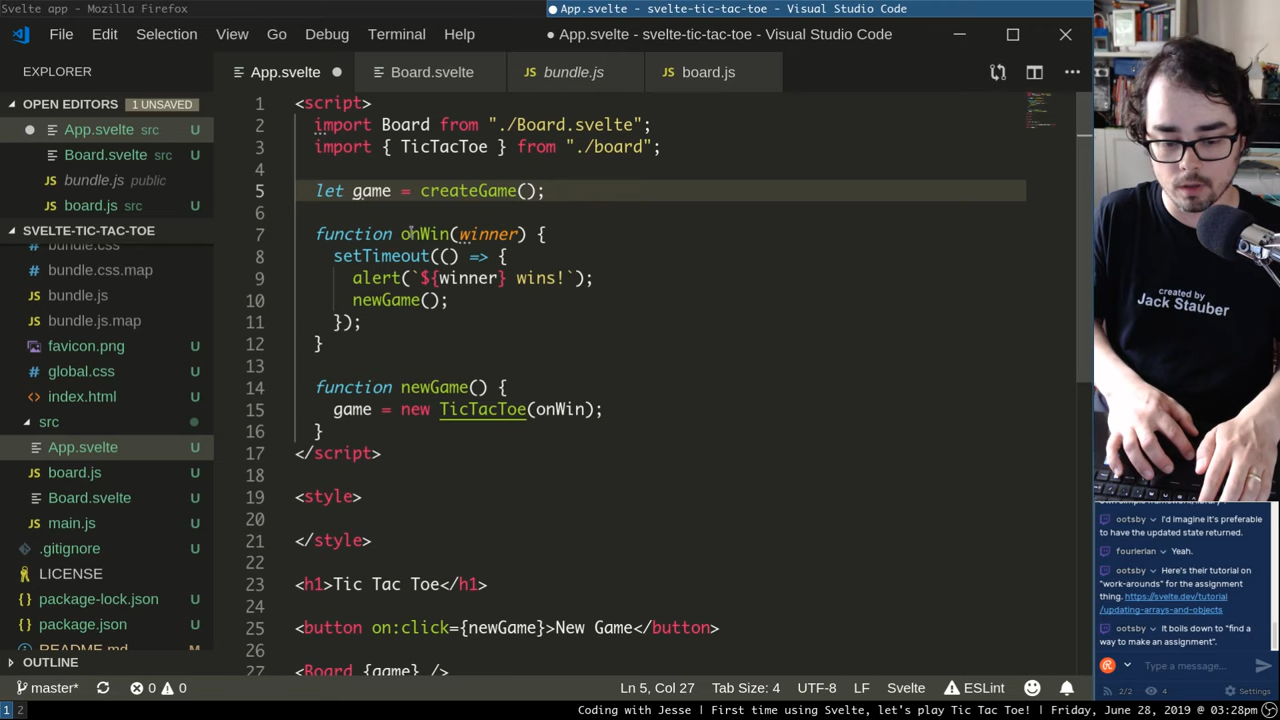 Svelte app - Mozilla Firefox
App.svelte - svelte-tic-tac-toe - Visual Studio Code
File Edit Selection View Go Debug Terminal Help
● App.svelte - svelte-tic-tac-toe - Visual Studio Code
EXPLORER
App.svelte
Board.svelte
bundle.js
board.js
OPEN EDITORS 1 UNSAVED
App.svelte src U
Board.svelte src U
bundle.js public
board.js src U
SVELTE-TIC-TAC-TOE
bundle.css
bundle.css.map
bundle.js
bundle.js.map
favicon.png U
global.css U
index.html U
src
App.svelte U
board.js U
Board.svelte U
main.js U
.gitignore U
LICENSE U
package-lock.json U
package.json U
README.md
OUTLINE
1 <script>
2 import Board from "./Board.svelte";
3 import { TicTacToe } from "./board";
4
5 let game = createGame();
6
7 function onWin(winner) {
8 setTimeout(() => {
9 alert(`${winner} wins!`);
10 newGame();
11 });
12 }
13
14 function newGame() {
15 game = new TicTacToe(onWin);
16 }
17 </script>
18
19 <style>
20
21 </style>
22
23 <h1>Tic Tac Toe</h1>
24
25 <button on:click={newGame}>New Game</button>
26
27 <Board {game} />
master* 0 0
Ln 5, Col 27 Tab Size: 4 UTF-8 LF Svelte ESLint
created by
Jack Stauber
ootsby I'd imagine it's preferable
to have the updated state returned.
fourierian Yeah.
ootsby Here's their tutorial on
"work-arounds" for the assignment
thing. https://svelte.dev/tutorial
/updating-arrays-and-objects
ootsby It boils down to "find a
way to make an assignment".
Type a message...
2/2 4 Settings
1 2
Coding with Jesse | First time using Svelte, let's play Tic Tac Toe! | Friday, June 28, 2019 @ 03:28pm